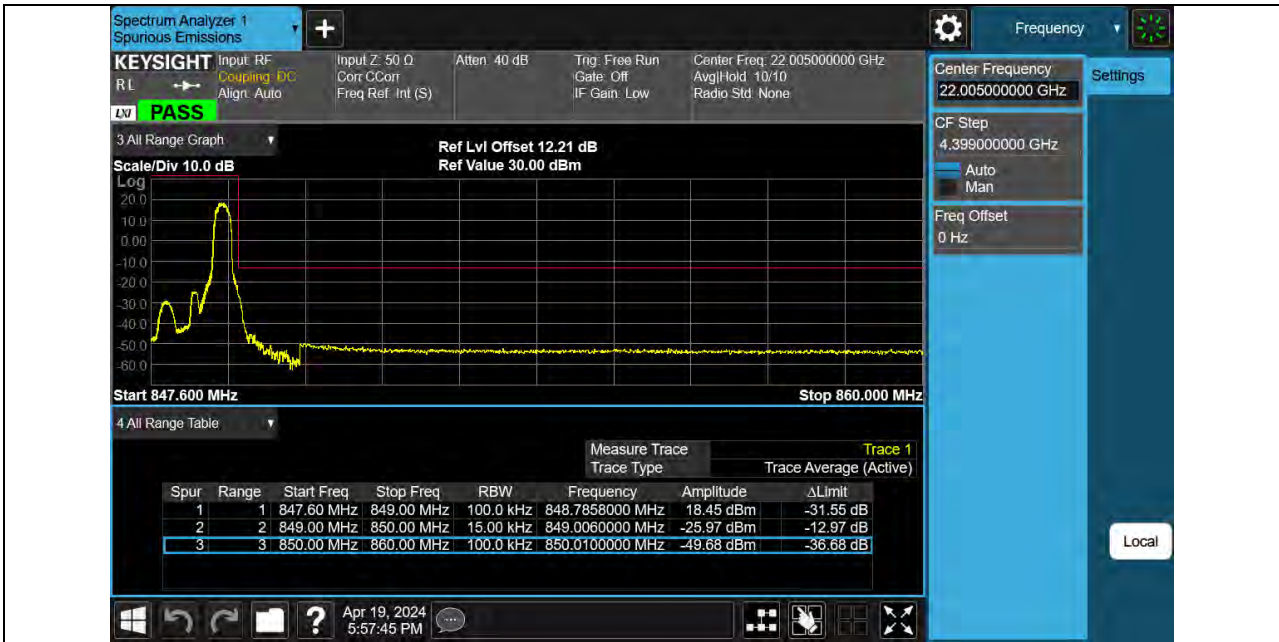 Spectrum Analyzer 1
Spurious Emissions
Frequency
KEYSIGHT
RL
LXI
PASS
Input: RF
Coupling: DC
Align: Auto
Input Z: 50 Ω
Corr CCorr
Freq Ref: Int (S)
Atten: 40 dB
Trig: Free Run
Gate: Off
IF Gain: Low
Center Freq: 22.005000000 GHz
Avg|Hold: 10/10
Radio Std: None
Center Frequency
22.005000000 GHz
Settings
CF Step
4.399000000 GHz
Auto
Man
Freq Offset
0 Hz
3 All Range Graph
Ref Lvl Offset 12.21 dB
Scale/Div 10.0 dB
Ref Value 30.00 dBm
Log
20.0
10.0
0.00
-10.0
-20.0
-30.0
-40.0
-50.0
-60.0
Start 847.600 MHz
Stop 860.000 MHz
4 All Range Table
Measure Trace Trace 1
Trace Type Trace Average (Active)
Spur Range Start Freq Stop Freq RBW Frequency Amplitude ΔLimit
1 1 847.60 MHz 849.00 MHz 100.0 kHz 848.7858000 MHz 18.45 dBm -31.55 dB
2 2 849.00 MHz 850.00 MHz 15.00 kHz 849.0060000 MHz -25.97 dBm -12.97 dB
3 3 850.00 MHz 860.00 MHz 100.0 kHz 850.0100000 MHz -49.68 dBm -36.68 dB
Local
Apr 19, 2024
5:57:45 PM